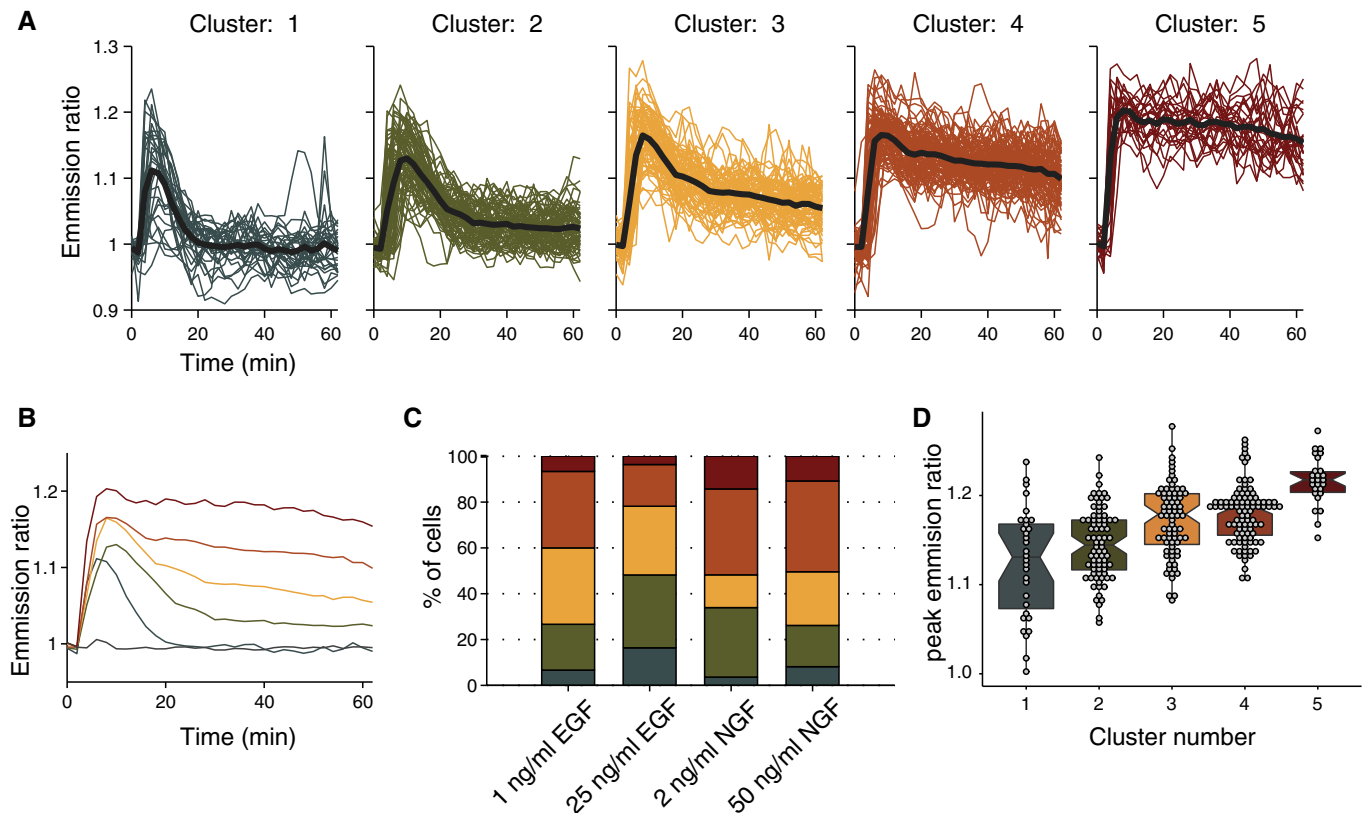 A
Cluster: 1
Cluster: 2
Cluster: 3
Cluster: 4
Cluster: 5
Emmission ratio
1.3
1.2
1.1
1
0.9
0 20 40 60
0 20 40 60
0 20 40 60
0 20 40 60
0 20 40 60
Time (min)
B
Emmission ratio
1.2
1.10
1
0 20 40 60
Time (min)
C
% of cells
100
80
60
40
20
0
1 ng/ml EGF
25 ng/ml EGF
2 ng/ml NGF
50 ng/ml NGF
D
peak emmision ratio
1.2
1.10
1.0
1 2 3 4 5
Cluster number